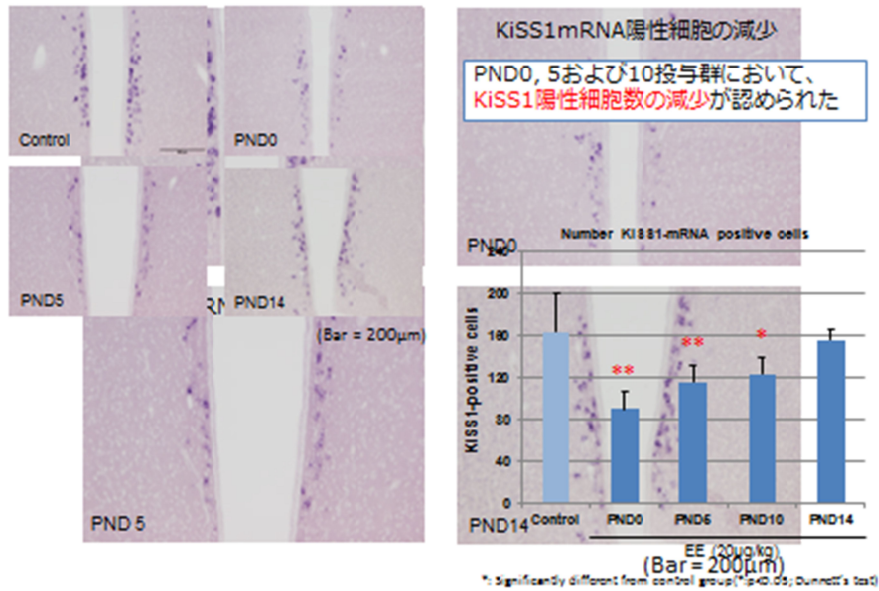 KiSS1mRNA陽性細胞の減少
PND0, 5および10投与群において、
KiSS1陽性細胞数の減少が認められた
Control
PND0
PND5
PND14
(Bar = 200μm)
PND 5
PND0
Number KISS1-mRNA positive cells
KISS1-positive cells
240
200
160
120
80
40
0
**
**
*
PND14
Control PND0 PND5 PND10 PND14
EE (20μg/kg)
(Bar = 200μm)
*: Significantly different from control group(*:p<0.05; Dunnett's test)